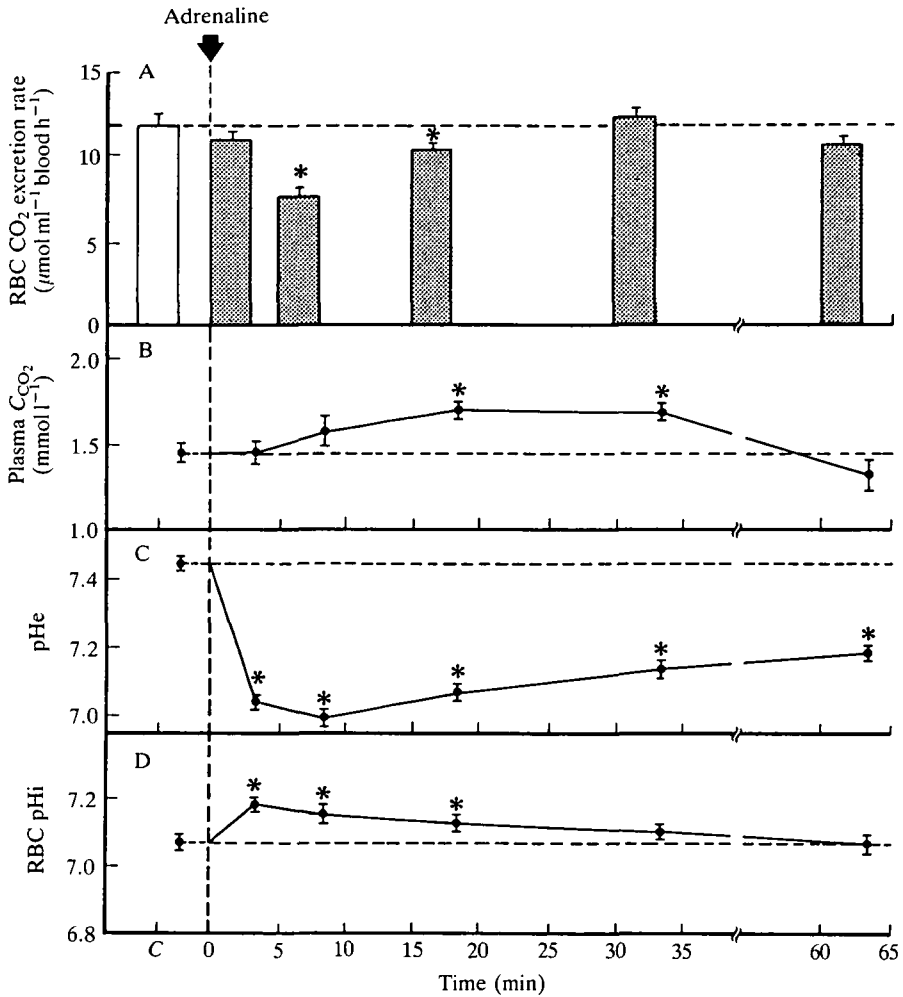 Adrenaline
A
RBC CO₂ excretion rate
(μmol ml⁻¹ blood h⁻¹)
15
10
5
0
*
*
B
Plasma C_CO₂
(mmol l⁻¹)
2.0
1.5
1.0
*
*
C
pHe
7.4
7.2
7.0
*
*
*
*
*
D
RBC pHi
7.2
7.0
6.8
*
*
*
C 0 5 10 15 20 25 30 35 60 65
Time (min)